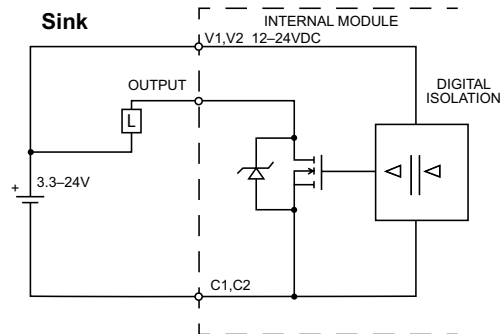 Sink
INTERNAL MODULE
V1,V2 12–24VDC
OUTPUT
DIGITAL
ISOLATION
L
+
3.3–24V
C1,C2